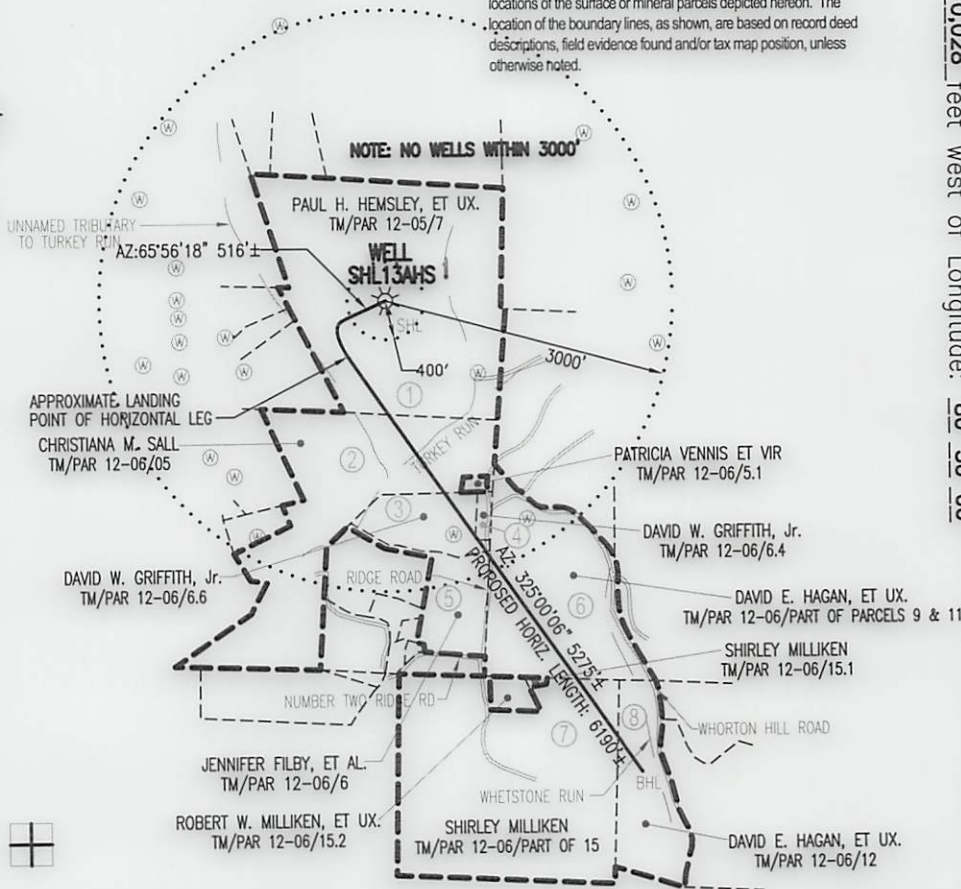 locations of the surface or mineral parcels depicted hereon. The
location of the boundary lines, as shown, are based on record deed
descriptions, field evidence found and/or tax map position, unless
otherwise noted.
0,028 feet west of Longitude:
W
W
W
NOTE: NO WELLS WITHIN 3000'
W
W
PAUL H. HEMSLEY, ET UX.
TM/PAR 12-05/7
UNNAMED TRIBUTARY
TO TURKEY RUN
AZ:65°56'18" 516'±
WELL
SHL13AHS
W
W
W
W
W
SHL
W
W
W
400'
3000'
W
W
W
W
1
APPROXIMATE LANDING
POINT OF HORIZONTAL LEG
CHRISTIANA M. SALL
TM/PAR 12-06/05
2
TURKEY RUN
W
W
PATRICIA VENNIS ET VIR
TM/PAR 12-06/5.1
3
W
4
W
W
DAVID W. GRIFFITH, Jr.
TM/PAR 12-06/6.4
DAVID W. GRIFFITH, Jr.
TM/PAR 12-06/6.6
RIDGE ROAD
5
AZ: 325°00'06" 5275'±
PROPOSED HORIZ. LENGTH: 6190'±
6
DAVID E. HAGAN, ET UX.
TM/PAR 12-06/PART OF PARCELS 9 & 11
SHIRLEY MILLIKEN
TM/PAR 12-06/15.1
NUMBER TWO RIDGE RD
7
8
WHORTON HILL ROAD
JENNIFER FILBY, ET AL.
TM/PAR 12-06/6
WHETSTONE RUN
BHL
ROBERT W. MILLIKEN, ET UX.
TM/PAR 12-06/15.2
SHIRLEY MILLIKEN
TM/PAR 12-06/PART OF 15
DAVID E. HAGAN, ET UX.
TM/PAR 12-06/12